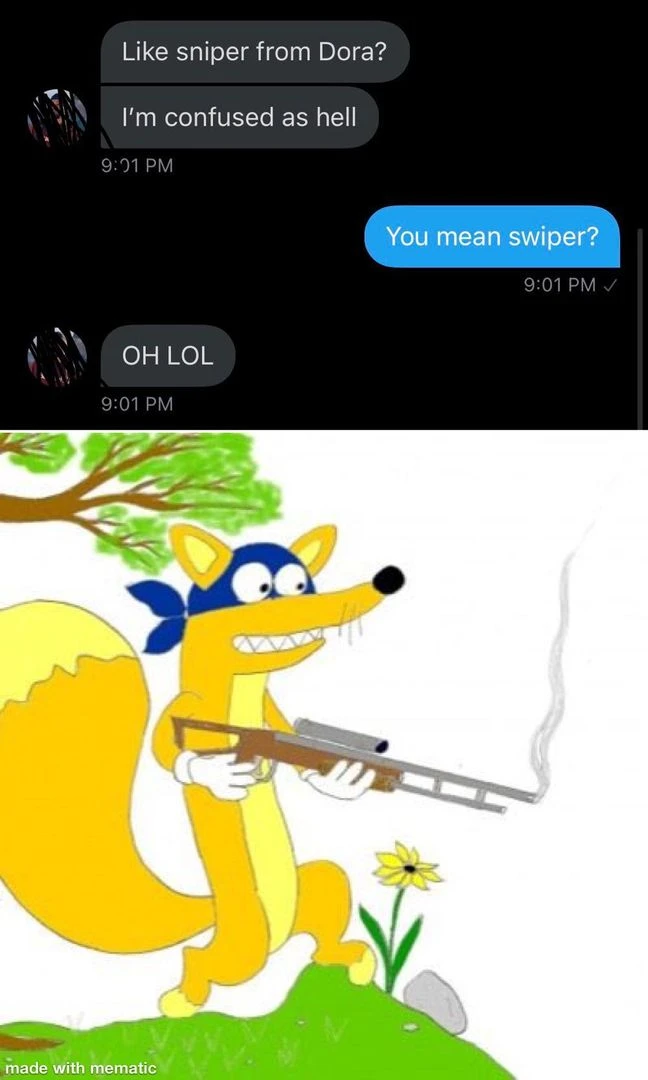 Like sniper from Dora?
I'm confused as hell
9:01 PM
You mean swiper?
9:01 PM ✓
OH LOL
9:01 PM
made with mematic